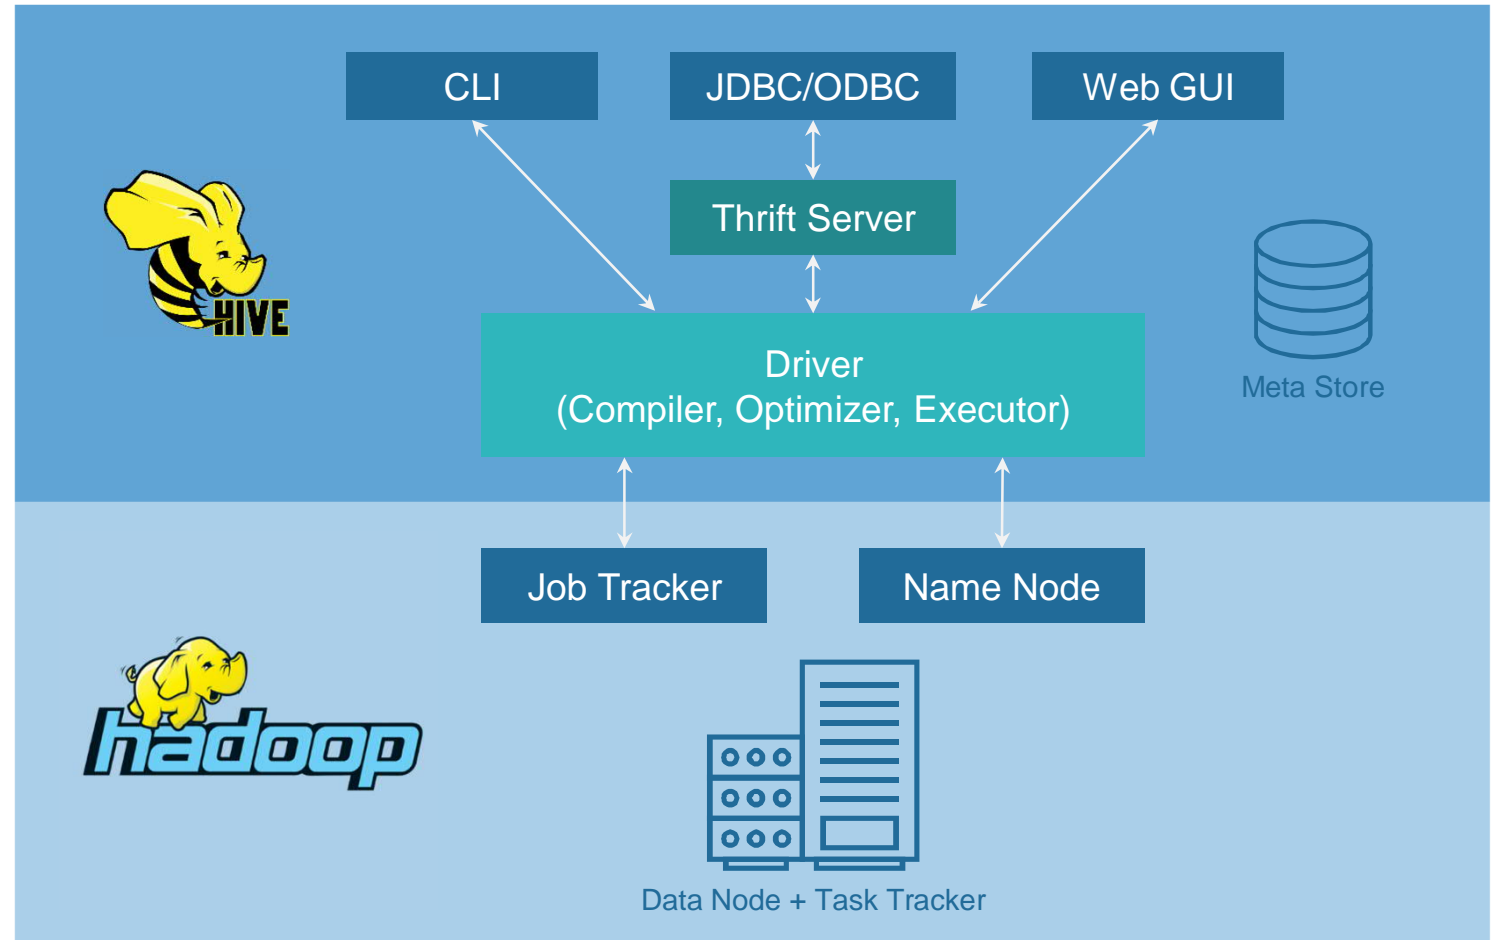 CLI
JDBC/ODBC
Web GUI
Thrift Server
HIVE
Driver
(Compiler, Optimizer, Executor)
Meta Store
Job Tracker
Name Node
hadoop
Data Node + Task Tracker